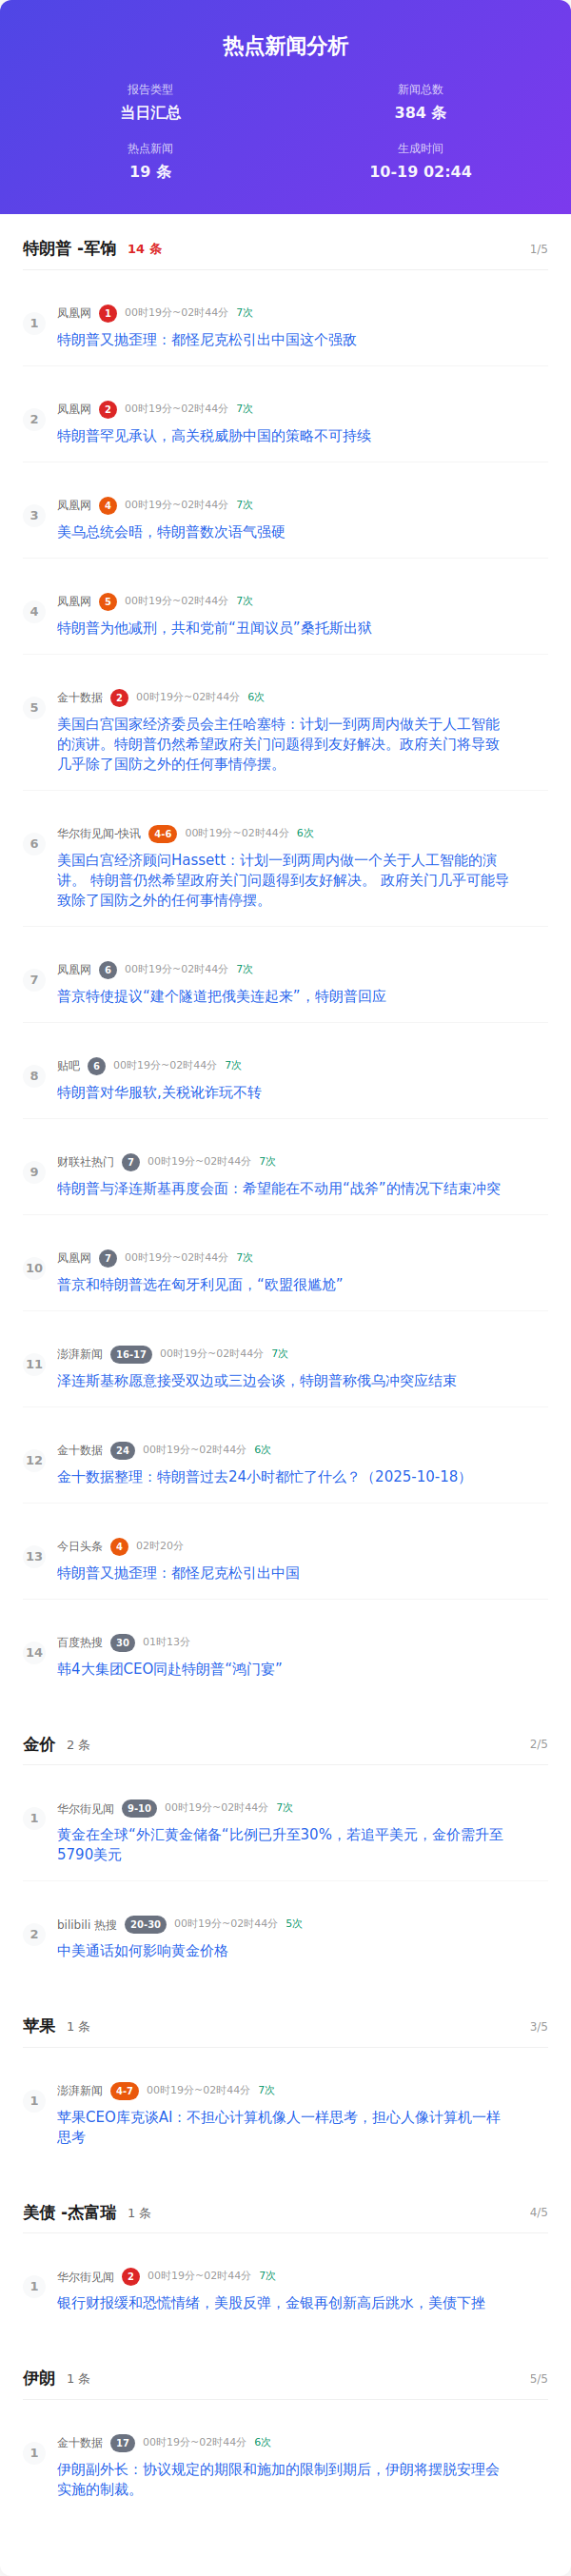 热点新闻分析
报告类型
新闻总数
当日汇总
384 条
热点新闻
生成时间
19 条
10-19 02:44
特朗普 -军饷 14 条 1/5
1
凤凰网 1 00时19分~02时44分 7次
特朗普又抛歪理：都怪尼克松引出中国这个强敌
2
凤凰网 2 00时19分~02时44分 7次
特朗普罕见承认，高关税威胁中国的策略不可持续
3
凤凰网 4 00时19分~02时44分 7次
美乌总统会晤，特朗普数次语气强硬
4
凤凰网 5 00时19分~02时44分 7次
特朗普为他减刑，共和党前“丑闻议员”桑托斯出狱
5
金十数据 2 00时19分~02时44分 6次
美国白宫国家经济委员会主任哈塞特：计划一到两周内做关于人工智能
的演讲。特朗普仍然希望政府关门问题得到友好解决。政府关门将导致
几乎除了国防之外的任何事情停摆。
6
华尔街见闻-快讯 4-6 00时19分~02时44分 6次
美国白宫经济顾问Hassett：计划一到两周内做一个关于人工智能的演
讲。 特朗普仍然希望政府关门问题得到友好解决。 政府关门几乎可能导
致除了国防之外的任何事情停摆。
7
凤凰网 6 00时19分~02时44分 7次
普京特使提议“建个隧道把俄美连起来”，特朗普回应
8
贴吧 6 00时19分~02时44分 7次
特朗普对华服软,关税讹诈玩不转
9
财联社热门 7 00时19分~02时44分 7次
特朗普与泽连斯基再度会面：希望能在不动用“战斧”的情况下结束冲突
10
凤凰网 7 00时19分~02时44分 7次
普京和特朗普选在匈牙利见面，“欧盟很尴尬”
11
澎湃新闻 16-17 00时19分~02时44分 7次
泽连斯基称愿意接受双边或三边会谈，特朗普称俄乌冲突应结束
12
金十数据 24 00时19分~02时44分 6次
金十数据整理：特朗普过去24小时都忙了什么？（2025-10-18）
13
今日头条 4 02时20分
特朗普又抛歪理：都怪尼克松引出中国
14
百度热搜 30 01时13分
韩4大集团CEO同赴特朗普“鸿门宴”
金价 2 条 2/5
1
华尔街见闻 9-10 00时19分~02时44分 7次
黄金在全球“外汇黄金储备“比例已升至30%，若追平美元，金价需升至
5790美元
2
bilibili 热搜 20-30 00时19分~02时44分 5次
中美通话如何影响黄金价格
苹果 1 条 3/5
1
澎湃新闻 4-7 00时19分~02时44分 7次
苹果CEO库克谈AI：不担心计算机像人一样思考，担心人像计算机一样
思考
美债 -杰富瑞 1 条 4/5
1
华尔街见闻 2 00时19分~02时44分 7次
银行财报缓和恐慌情绪，美股反弹，金银再创新高后跳水，美债下挫
伊朗 1 条 5/5
1
金十数据 17 00时19分~02时44分 6次
伊朗副外长：协议规定的期限和施加的限制到期后，伊朗将摆脱安理会
实施的制裁。